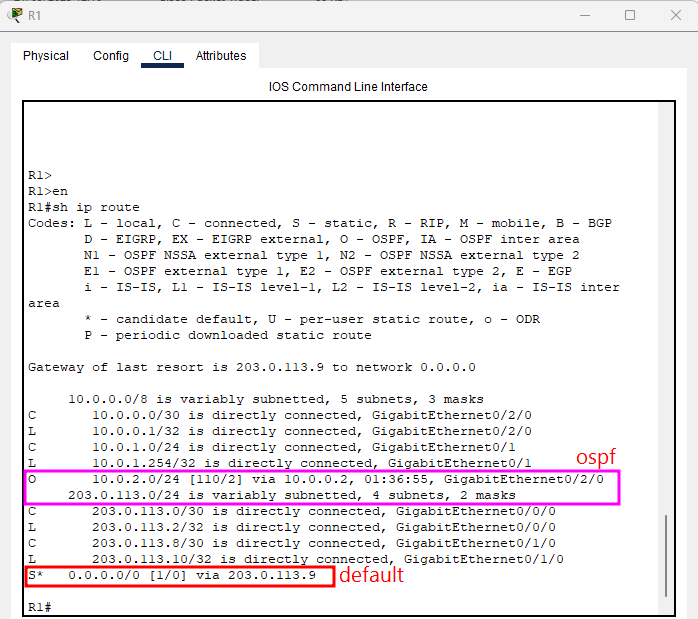 R1
Physical Config CLI Attributes
IOS Command Line Interface
R1>
R1>en
R1#sh ip route
Codes: L - local, C - connected, S - static, R - RIP, M - mobile, B - BGP
D - EIGRP, EX - EIGRP external, O - OSPF, IA - OSPF inter area
N1 - OSPF NSSA external type 1, N2 - OSPF NSSA external type 2
E1 - OSPF external type 1, E2 - OSPF external type 2, E - EGP
i - IS-IS, L1 - IS-IS level-1, L2 - IS-IS level-2, ia - IS-IS inter
area
* - candidate default, U - per-user static route, o - ODR
P - periodic downloaded static route
Gateway of last resort is 203.0.113.9 to network 0.0.0.0
10.0.0.0/8 is variably subnetted, 5 subnets, 3 masks
C 10.0.0.0/30 is directly connected, GigabitEthernet0/2/0
L 10.0.0.1/32 is directly connected, GigabitEthernet0/2/0
C 10.0.1.0/24 is directly connected, GigabitEthernet0/1
L 10.0.1.254/32 is directly connected, GigabitEthernet0/1
ospf
O 10.0.2.0/24 [110/2] via 10.0.0.2, 01:36:55, GigabitEthernet0/2/0
203.0.113.0/24 is variably subnetted, 4 subnets, 2 masks
C 203.0.113.0/30 is directly connected, GigabitEthernet0/0/0
L 203.0.113.2/32 is directly connected, GigabitEthernet0/0/0
C 203.0.113.8/30 is directly connected, GigabitEthernet0/1/0
L 203.0.113.10/32 is directly connected, GigabitEthernet0/1/0
S* 0.0.0.0/0 [1/0] via 203.0.113.9 default
R1#